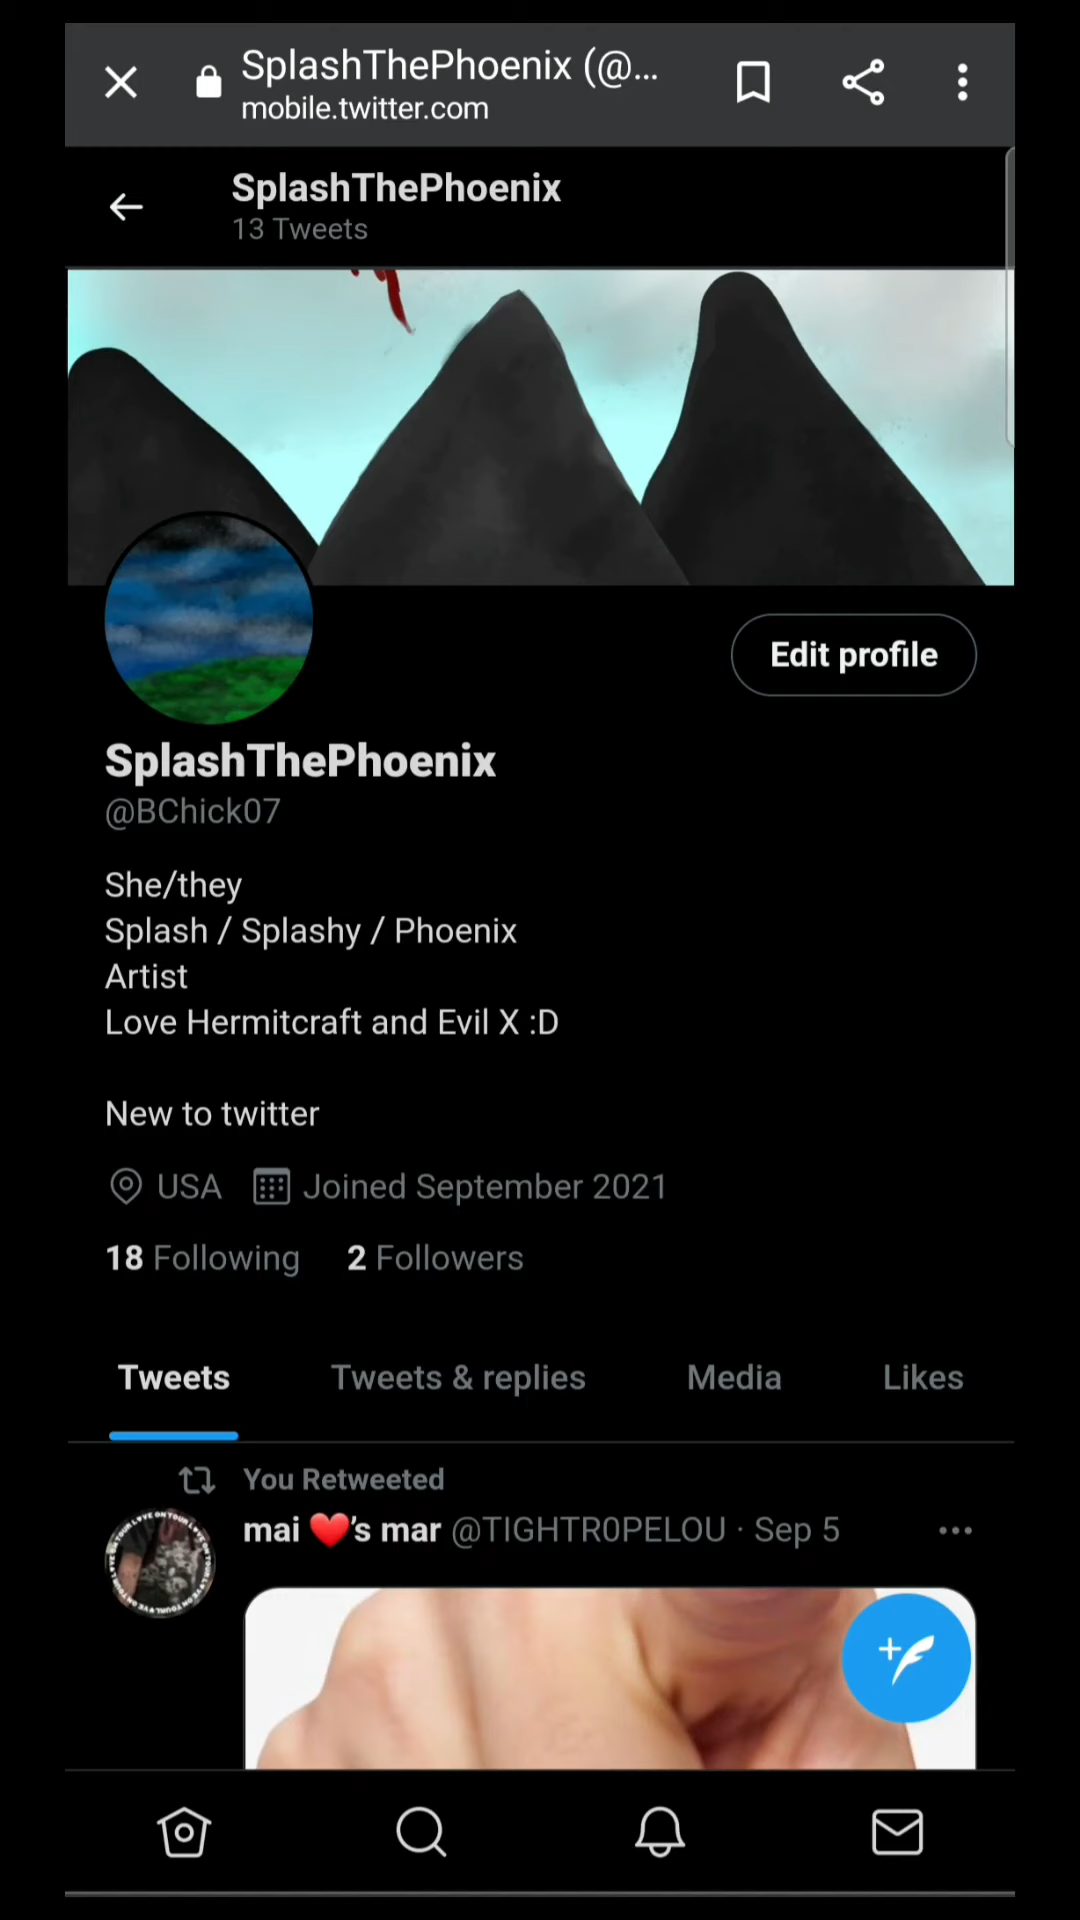 SplashThePhoenix (@...
mobile.twitter.com
SplashThePhoenix
13 Tweets
Edit profile
SplashThePhoenix
@BChick07
She/they
Splash / Splashy / Phoenix
Artist
Love Hermitcraft and Evil X :D
New to twitter
USA Joined September 2021
18 Following 2 Followers
Tweets Tweets & replies Media Likes
You Retweeted
mai ❤️'s mar @TIGHTR0PELOU · Sep 5